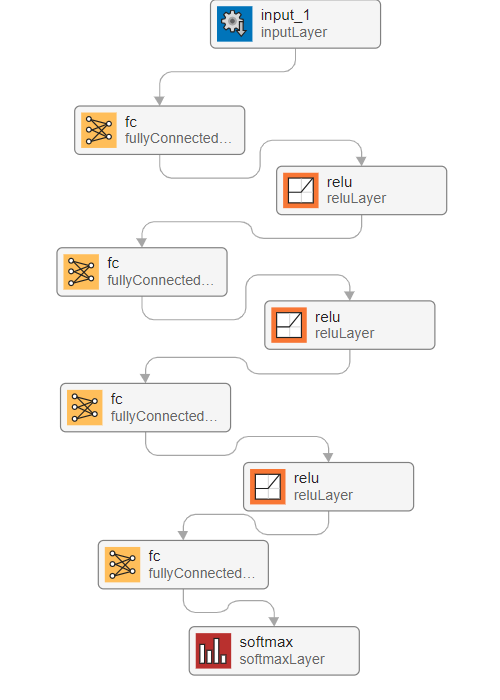 input_1
inputLayer
fc
fullyConnected...
relu
reluLayer
fc
fullyConnected...
relu
reluLayer
fc
fullyConnected...
relu
reluLayer
fc
fullyConnected...
softmax
softmaxLayer